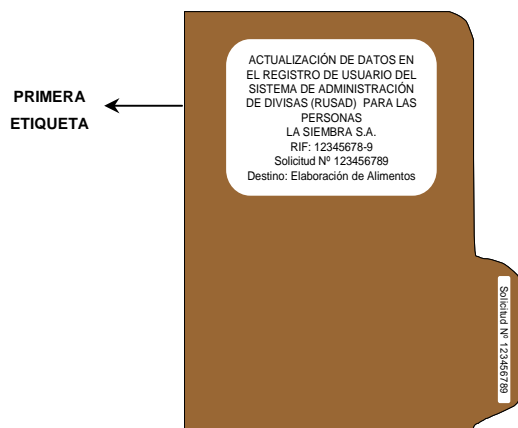 PRIMERA
ETIQUETA
ACTUALIZACIÓN DE DATOS EN
EL REGISTRO DE USUARIO DEL
SISTEMA DE ADMINISTRACIÓN
DE DIVISAS (RUSAD) PARA LAS
PERSONAS
LA SIEMBRA S.A.
RIF: 12345678-9
Solicitud Nº 123456789
Destino: Elaboración de Alimentos
Solicitud Nº 123456789